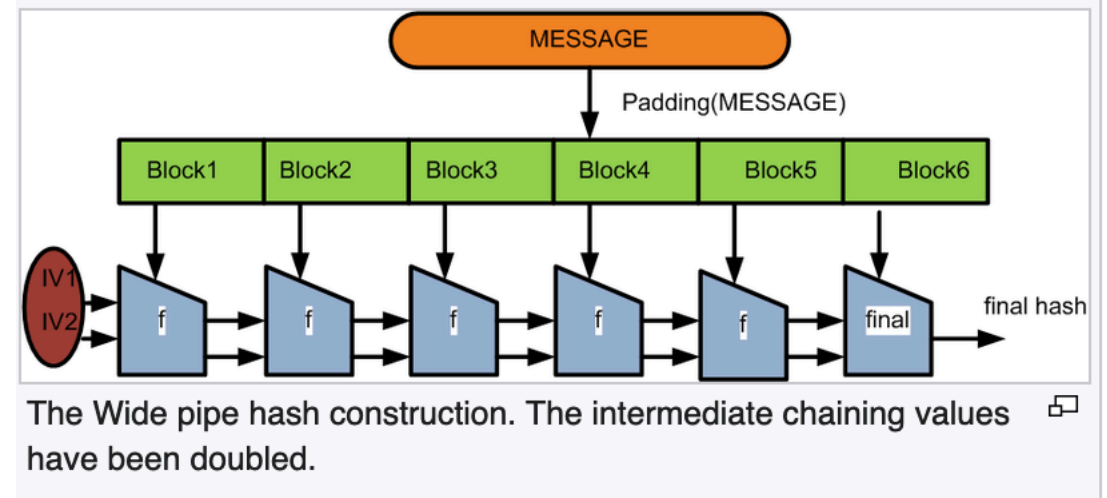 MESSAGE
Padding(MESSAGE)
Block1 Block2 Block3 Block4 Block5 Block6
IV1
IV2
f f f f f final
final hash
The Wide pipe hash construction. The intermediate chaining values
have been doubled.